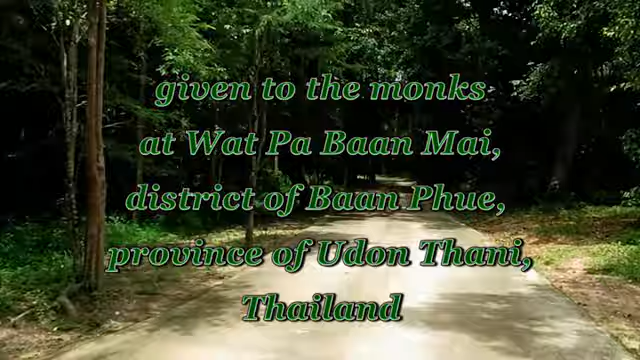 given to the monks
at Wat Pa Baan Mai,
district of Baan Phue,
province of Udon Thani,
Thailand